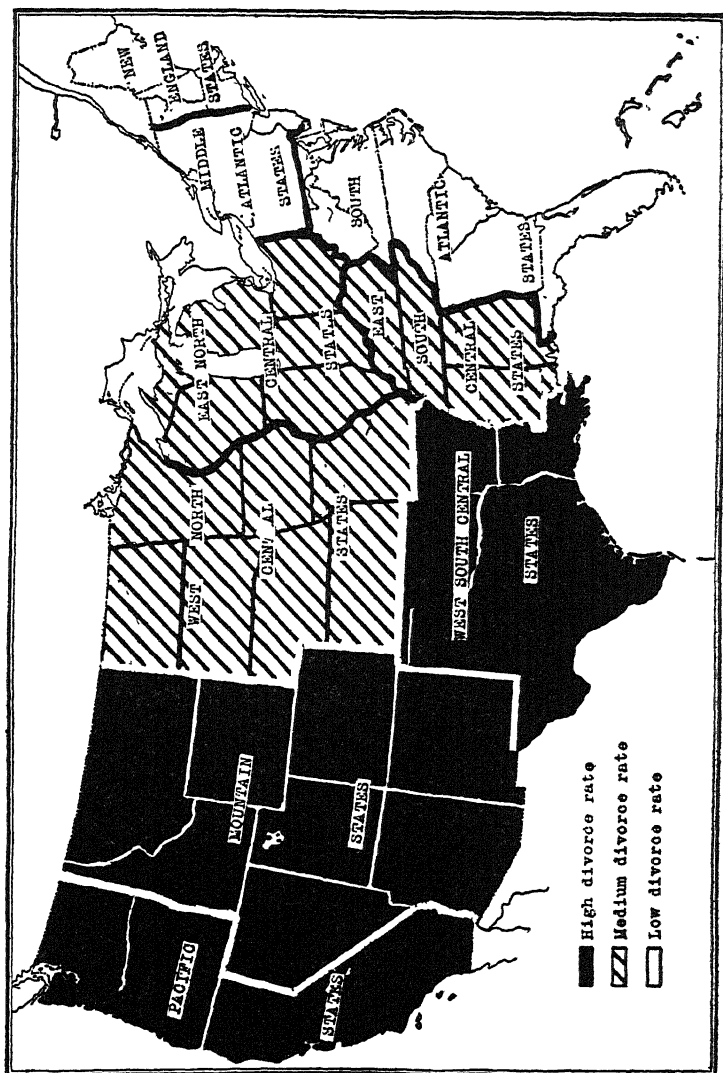 PACIFIC
STATES
MOUNTAIN
STATES
WEST
NORTH
CENTRAL
STATES
WEST SOUTH CENTRAL
STATES
EAST NORTH
CENTRAL
STATES
EAST
SOUTH
CENTRAL
STATES
NEW
ENGLAND
STATES
MIDDLE
ATLANTIC
STATES
SOUTH
ATLANTIC
STATES
High divorce rate
Medium divorce rate
Low divorce rate